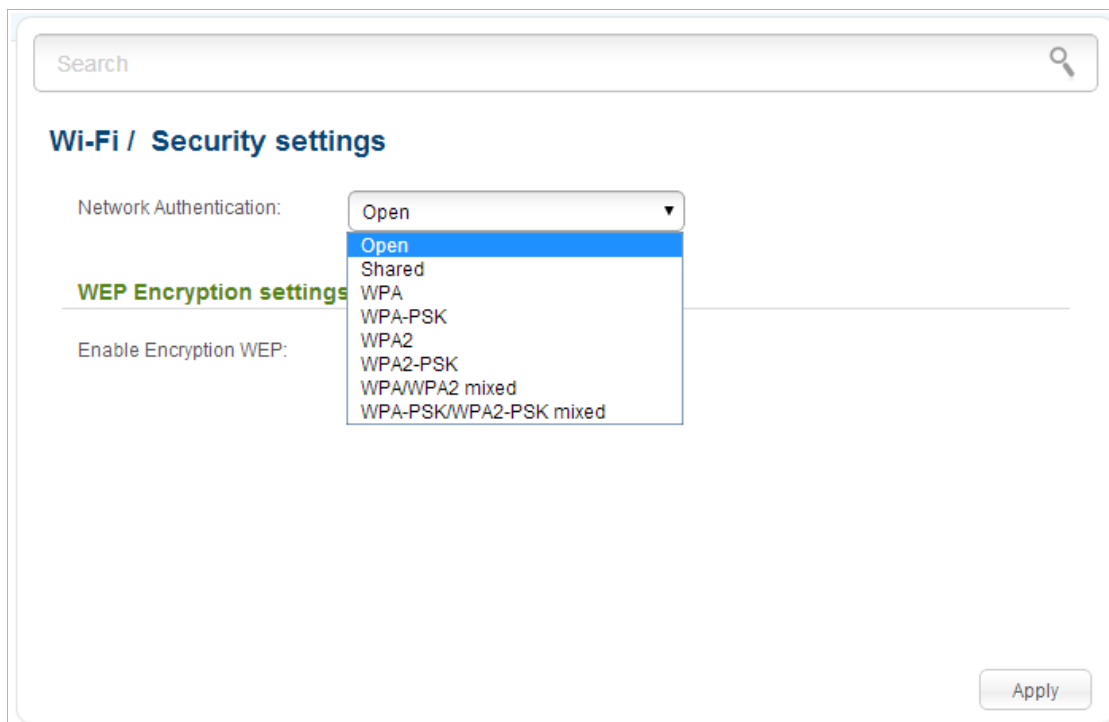 Search
Wi-Fi / Security settings
Network Authentication: Open
Open
Shared
WEP Encryption settings
WPA
WPA-PSK
Enable Encryption WEP:
WPA2
WPA2-PSK
WPA/WPA2 mixed
WPA-PSK/WPA2-PSK mixed
Apply